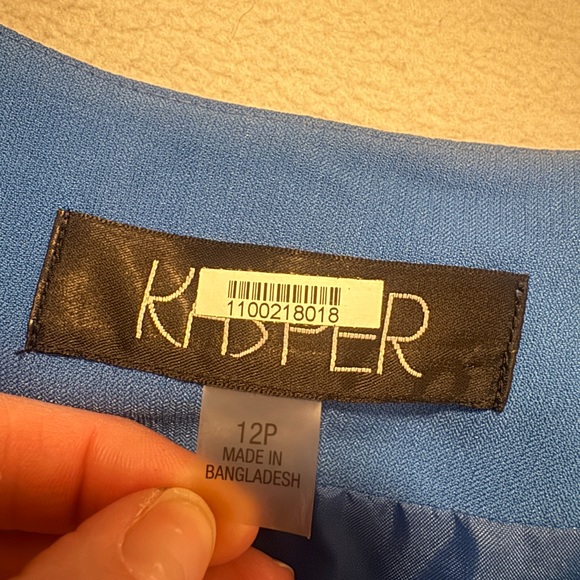 KASPER
1100218018
12P
MADE IN
BANGLADESH